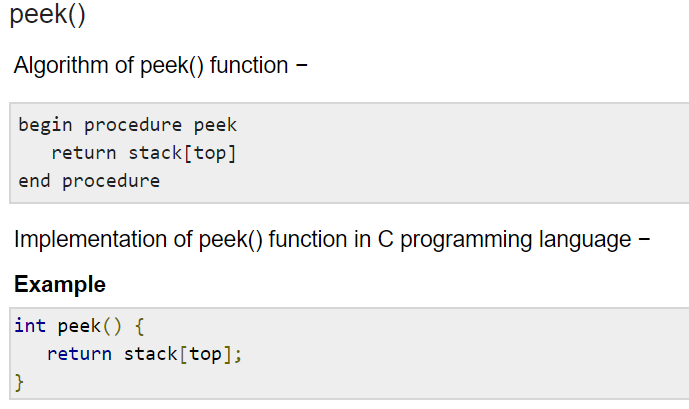 peek()
Algorithm of peek() function −
begin procedure peek
   return stack[top]
end procedure
Implementation of peek() function in C programming language −
Example
int peek() {
   return stack[top];
}